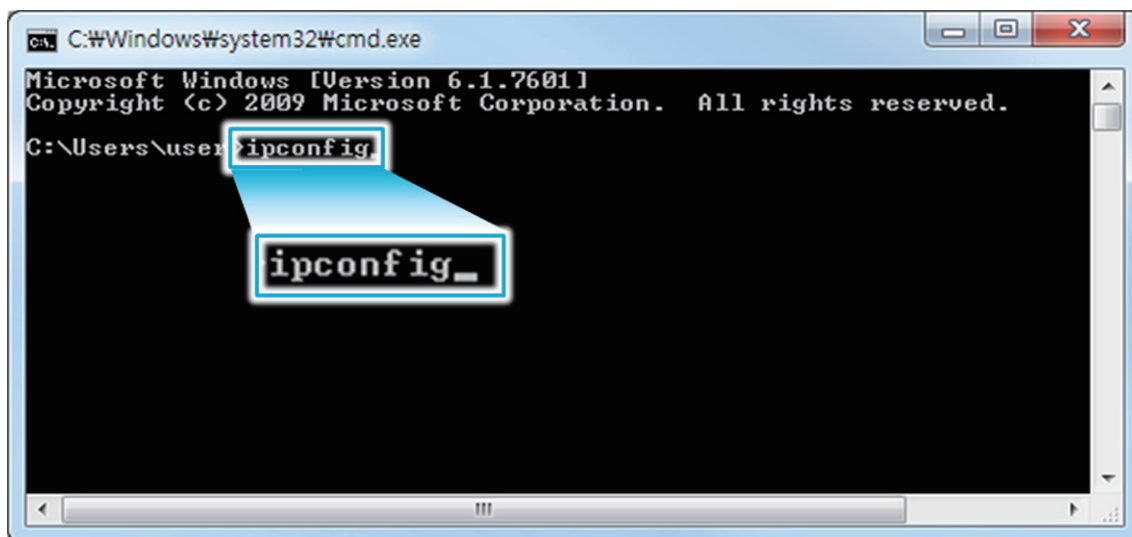 C:₩Windows₩system32₩cmd.exe
Microsoft Windows [Version 6.1.7601]
Copyright (c) 2009 Microsoft Corporation.  All rights reserved.
C:\Users\user>ipconfig
ipconfig_